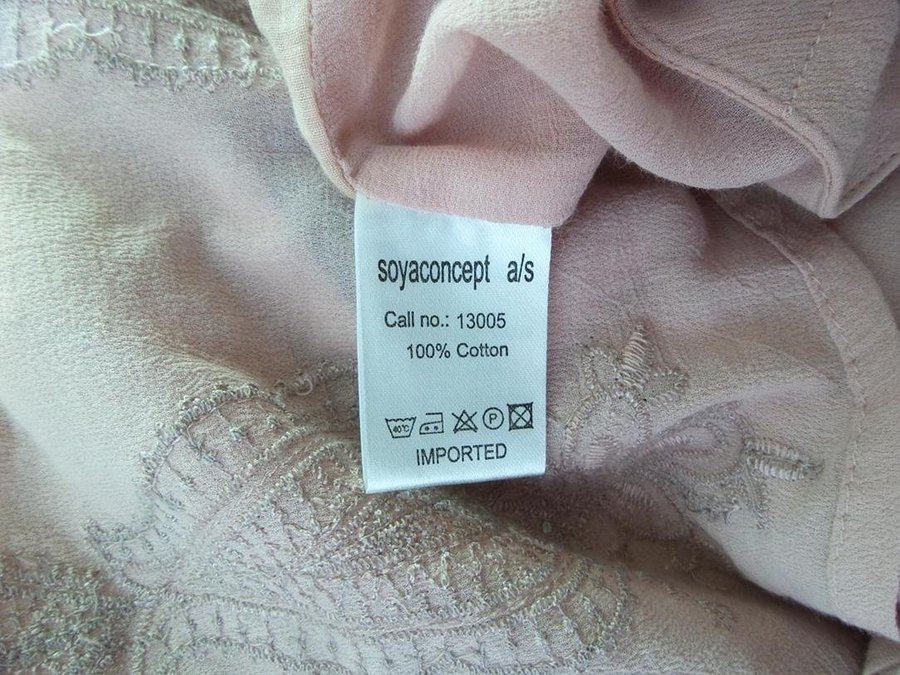 soyaconcept a/s
Call no.: 13005
100% Cotton
40°C P
IMPORTED